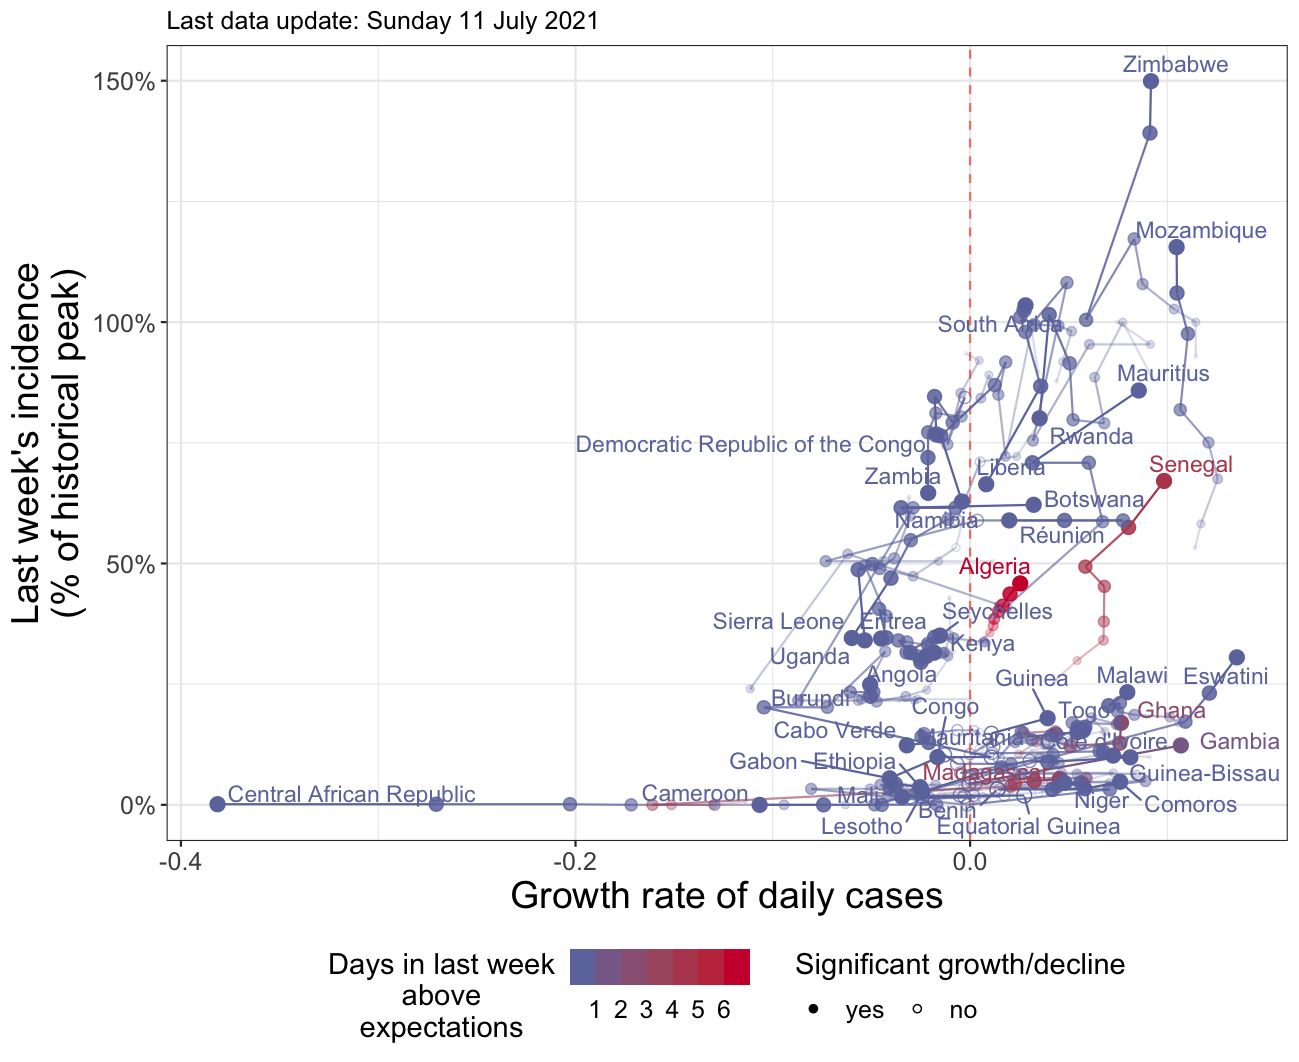 Last data update: Sunday 11 July 2021
Last week's incidence
(% of historical peak)
150%
100%
50%
0%
Zimbabwe
Mozambique
South Africa
Mauritius
Rwanda
Democratic Republic of the Congo
Senegal
Liberia
Zambia
Botswana
Namibia
Réunion
Algeria
Seychelles
Sierra Leone
Eritrea
Kenya
Uganda
Angola
Guinea
Malawi
Eswatini
Burundi
Congo
Togo
Ghana
Cabo Verde
Mauritania
Côte d'Ivoire
Gambia
Gabon
Ethiopia
Madagascar
Guinea-Bissau
Central African Republic
Cameroon
Mali
Benin
Niger
Comoros
Lesotho
Equatorial Guinea
-0.4
-0.2
0.0
Growth rate of daily cases
Days in last week
above
expectations
1 2 3 4 5 6
Significant growth/decline
yes
no